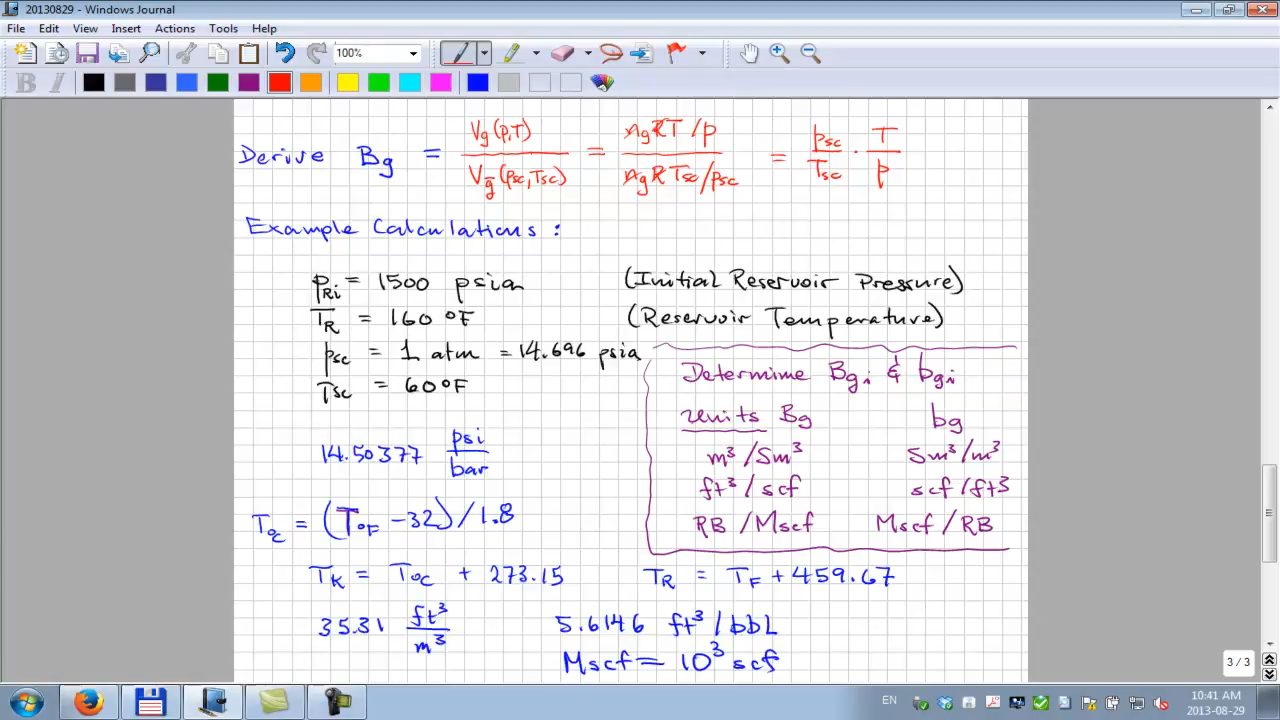 20130829 - Windows Journal
File Edit View Insert Actions Tools Help
100%
B I
Derive Bg = Vg(p,T) / Vḡ(psc,Tsc) = ngRT/p / ngRTsc/psc = psc/Tsc · T/p
Example Calculations :
pRi = 1500 psia (Initial Reservoir Pressure)
TR = 160 °F (Reservoir Temperature)
psc = 1 atm = 14.696 psia
Tsc = 60°F
Determine Bgi & bgi
Units Bg bg
m³/Sm³ Sm³/m³
ft³/scf scf/ft³
RB/Mscf Mscf/RB
14.50377 psi/bar
T°C = (T°F - 32)/1.8
TK = T°C + 273.15 TR = TF + 459.67
35.31 ft³/m³ 5.6146 ft³/bbl
Mscf = 10³ scf
3 / 3
EN 10:41 AM
2013-08-29